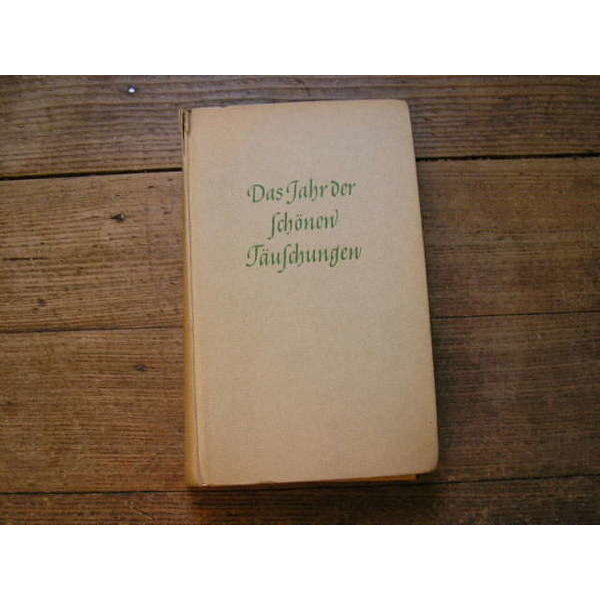 Das Jahr der
ſchönen
Täuſchungen